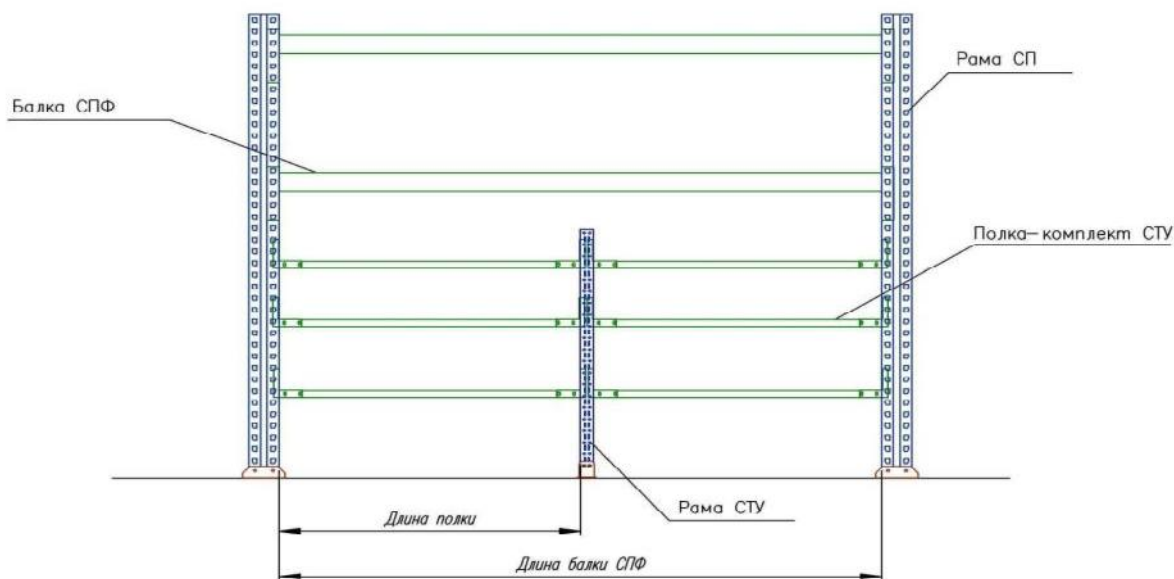 Рама СП
Балка СПФ
Полка-комплект СТУ
Рама СТУ
Длина полки
Длина балки СПФ